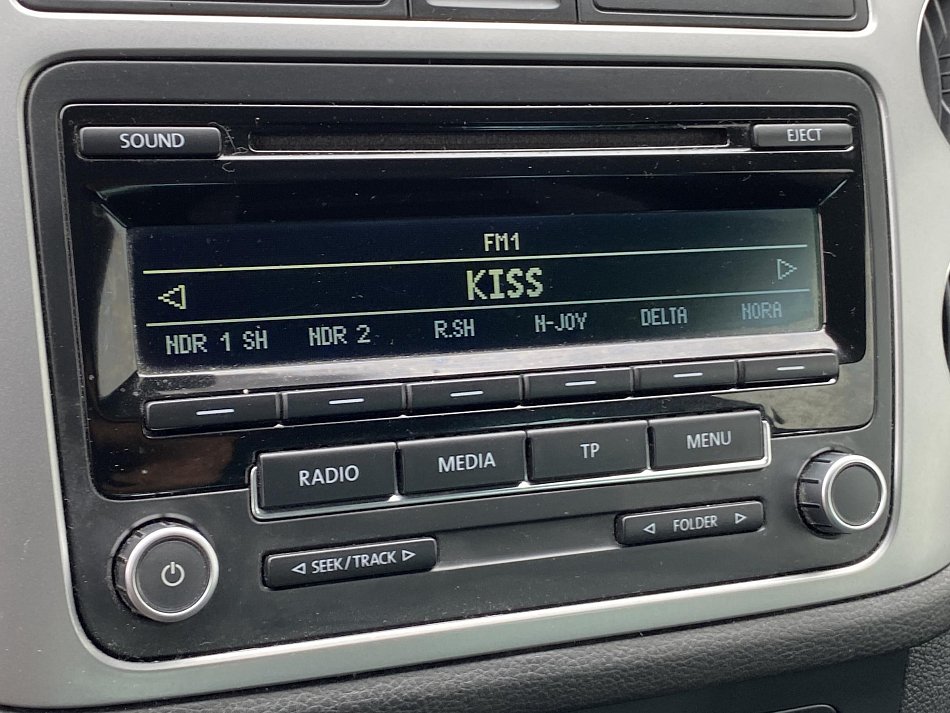 SOUND EJECT
FM1
KISS
NDR 1 SH NDR 2 R.SH N-JOY DELTA NORA
RADIO MEDIA TP MENU
SEEK/TRACK FOLDER